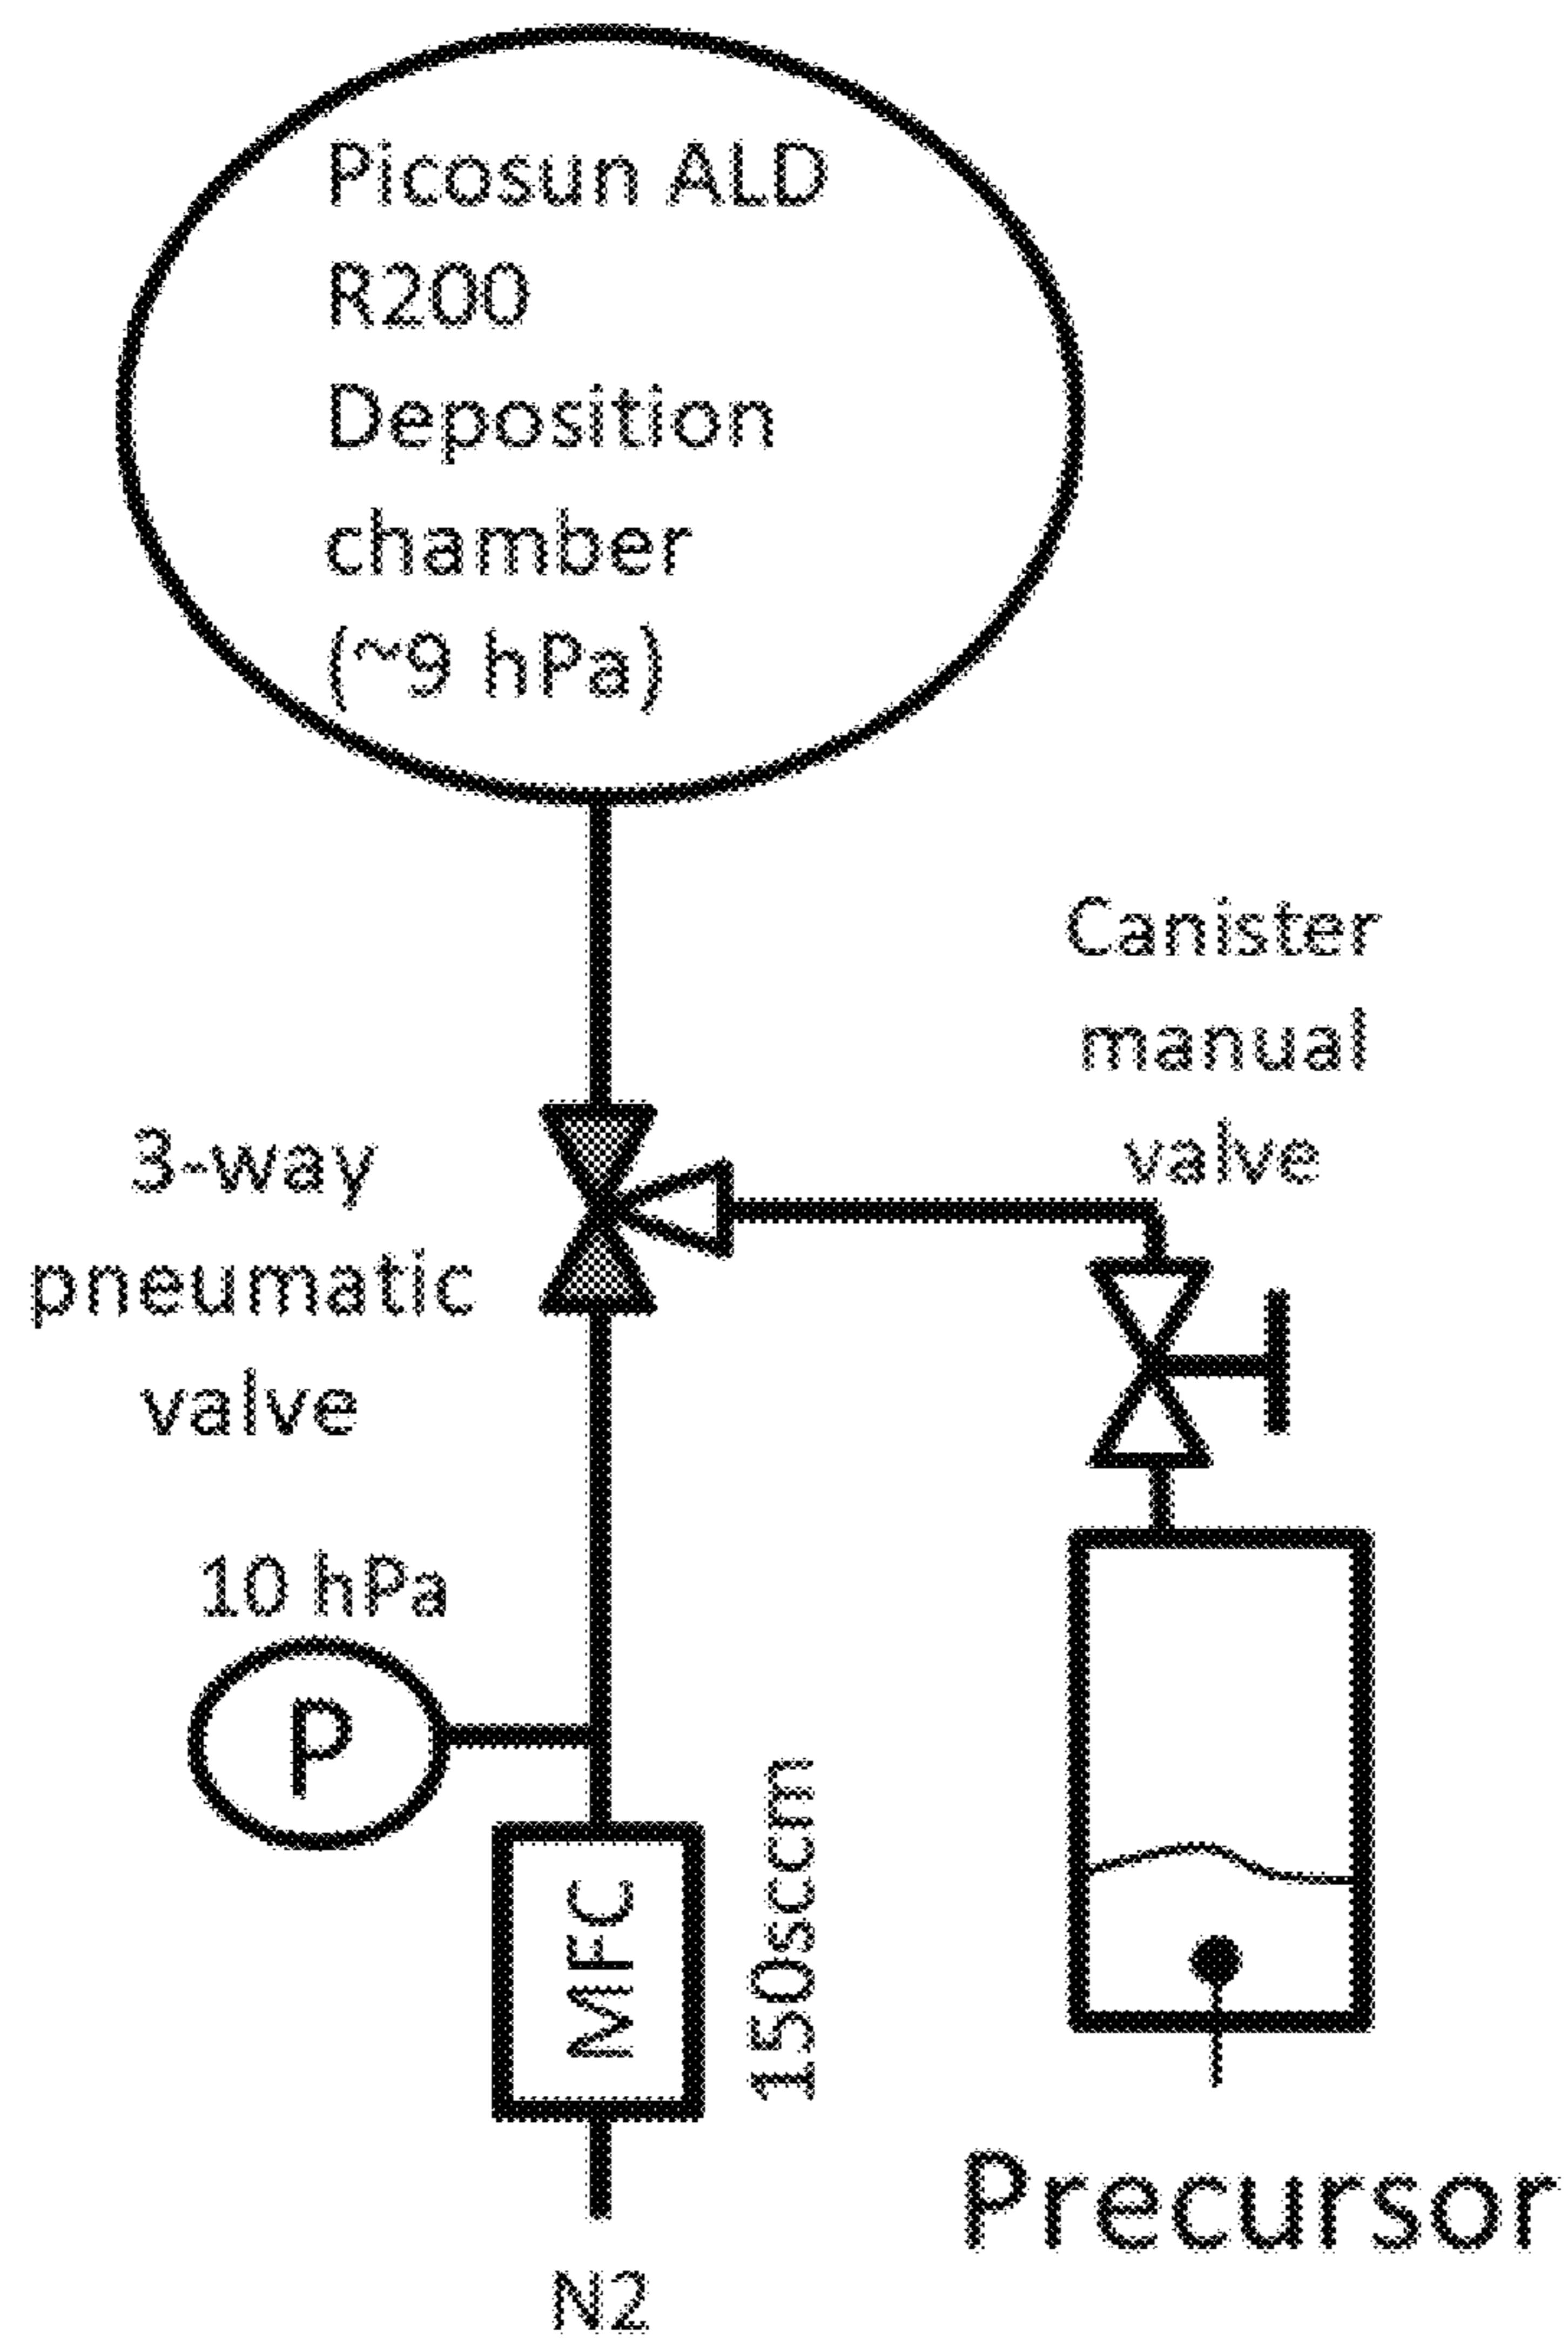 Picosun ALD
R200
Deposition
chamber
(~9 hPa)
Canister
manual
valve
3-way
pneumatic
valve
10 hPa
P
MFC
150sccm
Precursor
N2